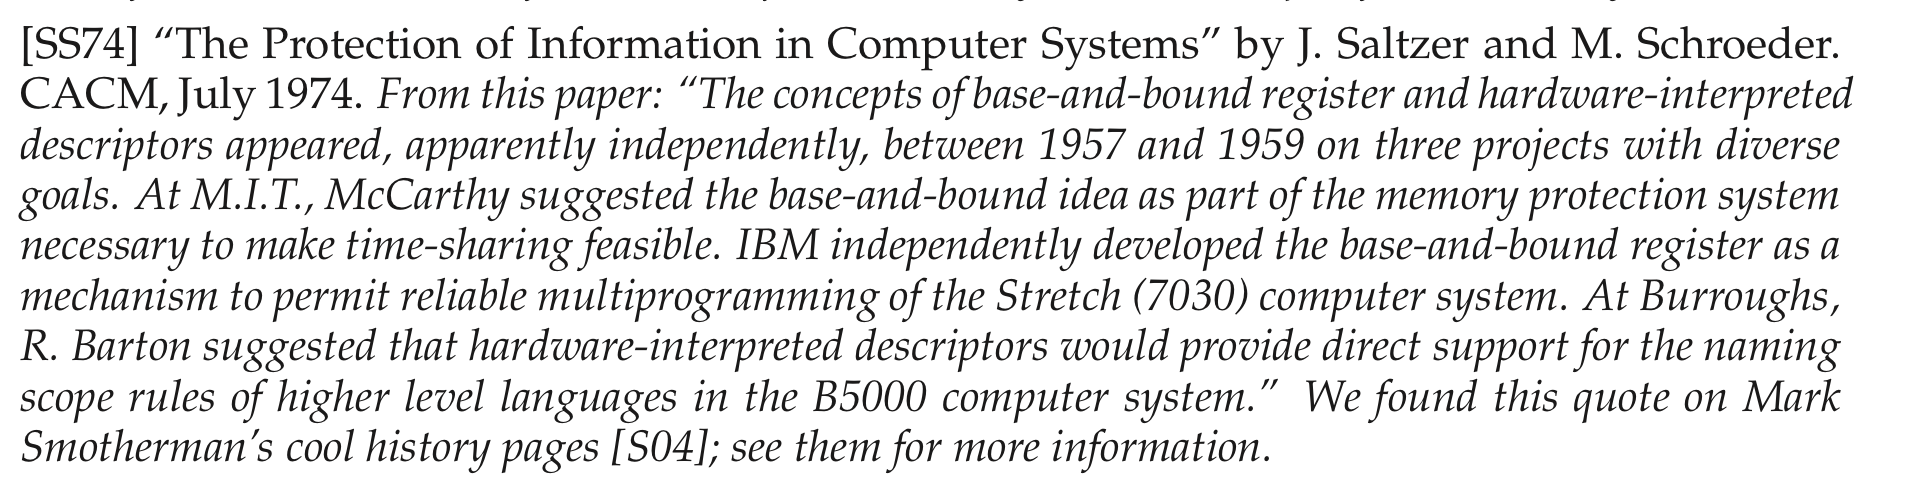 [SS74] “The Protection of Information in Computer Systems” by J. Saltzer and M. Schroeder.
CACM, July 1974. From this paper: “The concepts of base-and-bound register and hardware-interpreted
descriptors appeared, apparently independently, between 1957 and 1959 on three projects with diverse
goals. At M.I.T., McCarthy suggested the base-and-bound idea as part of the memory protection system
necessary to make time-sharing feasible. IBM independently developed the base-and-bound register as a
mechanism to permit reliable multiprogramming of the Stretch (7030) computer system. At Burroughs,
R. Barton suggested that hardware-interpreted descriptors would provide direct support for the naming
scope rules of higher level languages in the B5000 computer system.” We found this quote on Mark
Smotherman’s cool history pages [S04]; see them for more information.